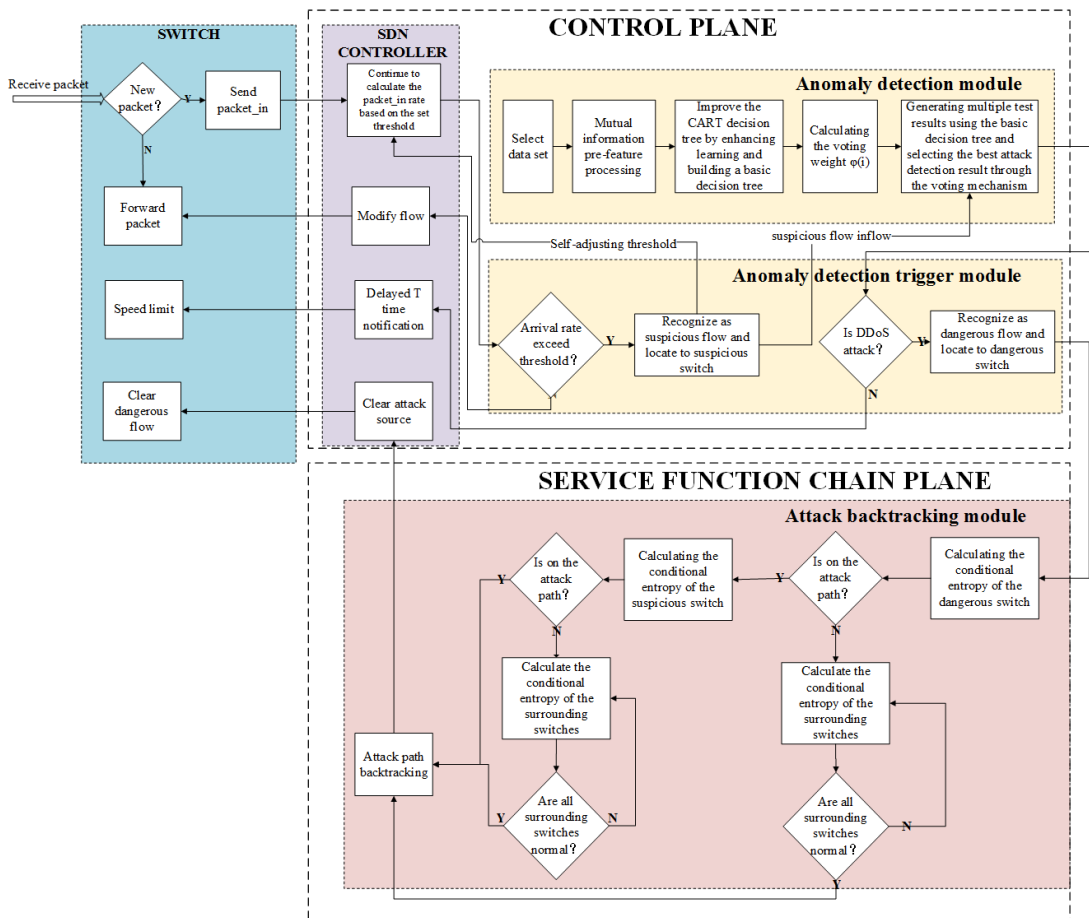 CONTROL PLANE
SWITCH
SDN
CONTROLLER
Receive packet
New
packet?
Y
N
Send
packet_in
Continue to
calculate the
packet_in rate
based on the set
threshold
Forward
packet
Modify flow
Speed limit
Delayed T
time
notification
Clear
dangerous
flow
Clear attack
source
Anomaly detection module
Select
data set
Mutual
information
pre-feature
processing
Improve the
CART decision
tree by enhancing
learning and
building a basic
decision tree
Calculating
the voting
weight φ(i)
Generating multiple test
results using the basic
decision tree and
selecting the best attack
detection result through
the voting mechanism
Self-adjusting threshold
suspicious flow inflow
Anomaly detection trigger module
Arrival rate
exceed
threshold?
Y
N
Recognize as
suspicious flow and
locate to suspicious
switch
Is DDoS
attack?
Y
N
Recognize as
dangerous flow and
locate to dangerous
switch
SERVICE FUNCTION CHAIN PLANE
Attack backtracking module
Is on the
attack
path?
Y
N
Calculating the
conditional
entropy of the
suspicious switch
Is on the
attack
path?
Y
N
Calculating the
conditional
entropy of the
dangerous switch
Y
Calculate the
conditional
entropy of the
surrounding
switches
Calculate the
conditional
entropy of the
surrounding
switches
Attack path
backtracking
Are all
surrounding
switches
normal?
Y
N
Are all
surrounding
switches
normal?
N
Y